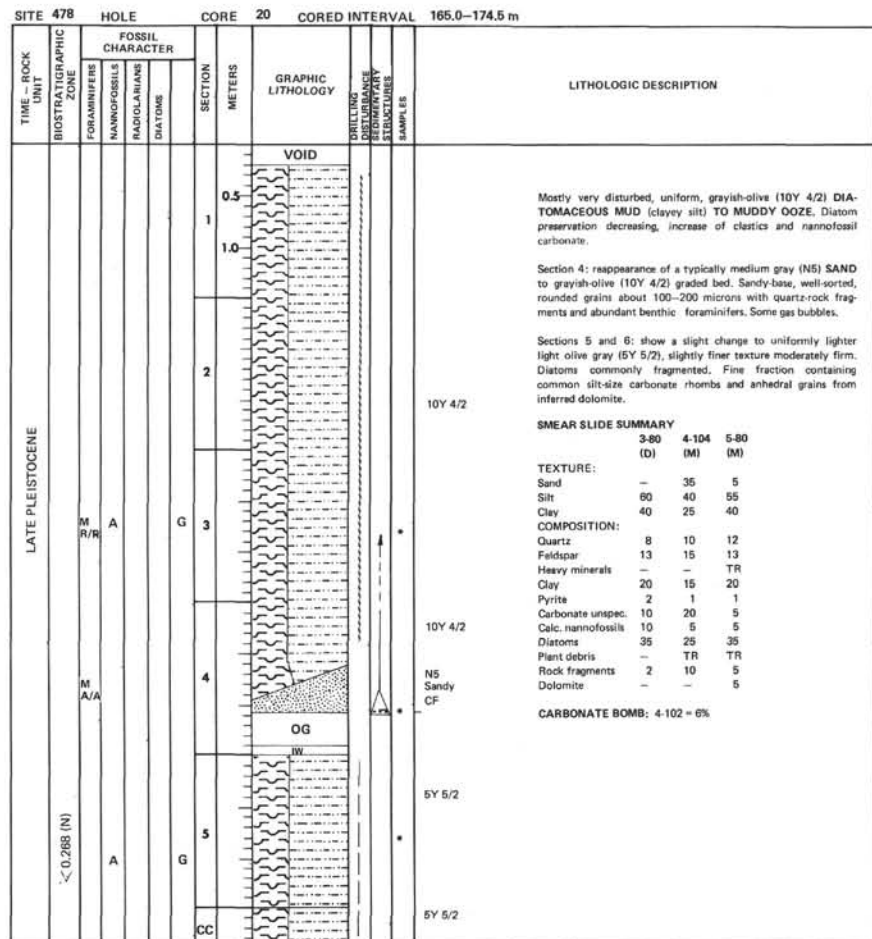 SITE 478 HOLE CORE 20 CORED INTERVAL 165.0–174.5 m
TIME – ROCK UNIT
BIOSTRATIGRAPHIC ZONE
FOSSIL CHARACTER
FORAMINIFERS
NANNOFOSSILS
RADIOLARIANS
DIATOMS
SECTION
METERS
GRAPHIC LITHOLOGY
DRILLING DISTURBANCE
SEDIMENTARY STRUCTURES
SAMPLES
LITHOLOGIC DESCRIPTION
LATE PLEISTOCENE
< 0.268 (N)
VOID
0.5
1
1.0
2
10Y 4/2
M
R/R
A
G
3
*
10Y 4/2
M
A/A
4
N5
Sandy
CF
*
OG
IW
5Y 5/2
5
*
A
G
5Y 5/2
CC
Mostly very disturbed, uniform, grayish-olive (10Y 4/2) DIA-
TOMACEOUS MUD (clayey silt) TO MUDDY OOZE. Diatom
preservation decreasing, increase of clastics and nannofossil
carbonate.
Section 4: reappearance of a typically medium gray (N5) SAND
to grayish-olive (10Y 4/2) graded bed. Sandy-base, well-sorted,
rounded grains about 100–200 microns with quartz-rock frag-
ments and abundant benthic foraminifers. Some gas bubbles.
Sections 5 and 6: show a slight change to uniformly lighter
light olive gray (5Y 5/2), slightly finer texture moderately firm.
Diatoms commonly fragmented. Fine fraction containing
common silt-size carbonate rhombs and anhedral grains from
inferred dolomite.
SMEAR SLIDE SUMMARY
3-80 4-104 5-80
(D) (M) (M)
TEXTURE:
Sand – 35 5
Silt 60 40 55
Clay 40 25 40
COMPOSITION:
Quartz 8 10 12
Feldspar 13 15 13
Heavy minerals – – TR
Clay 20 15 20
Pyrite 2 1 1
Carbonate unspec. 10 20 5
Calc. nannofossils 10 5 5
Diatoms 35 25 35
Plant debris – TR TR
Rock fragments 2 10 5
Dolomite – – 5
CARBONATE BOMB: 4-102 = 6%